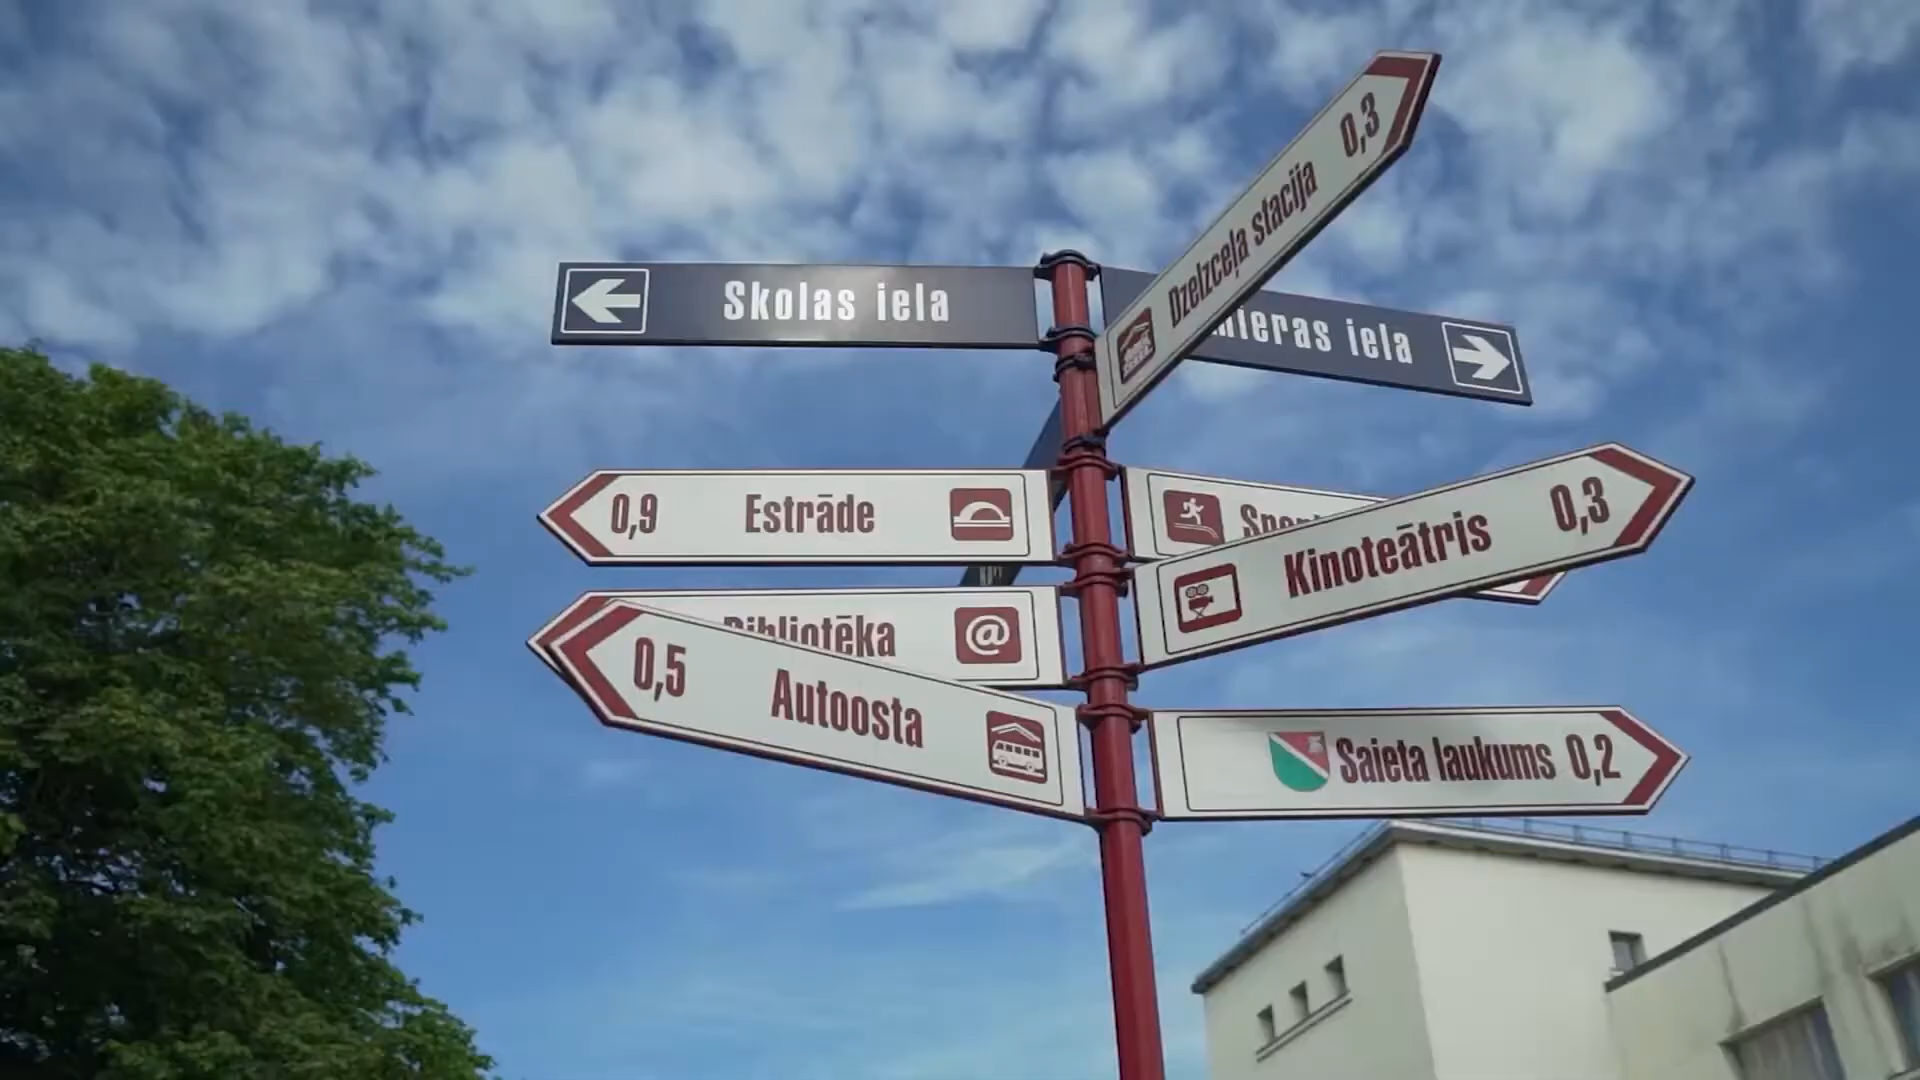 Dzelzceļa stacija 0,3
Skolas iela
iela
0,9 Estrāde
Kinoteātris 0,3
Bibliotēka @
0,5 Autoosta
Saieta laukums 0,2